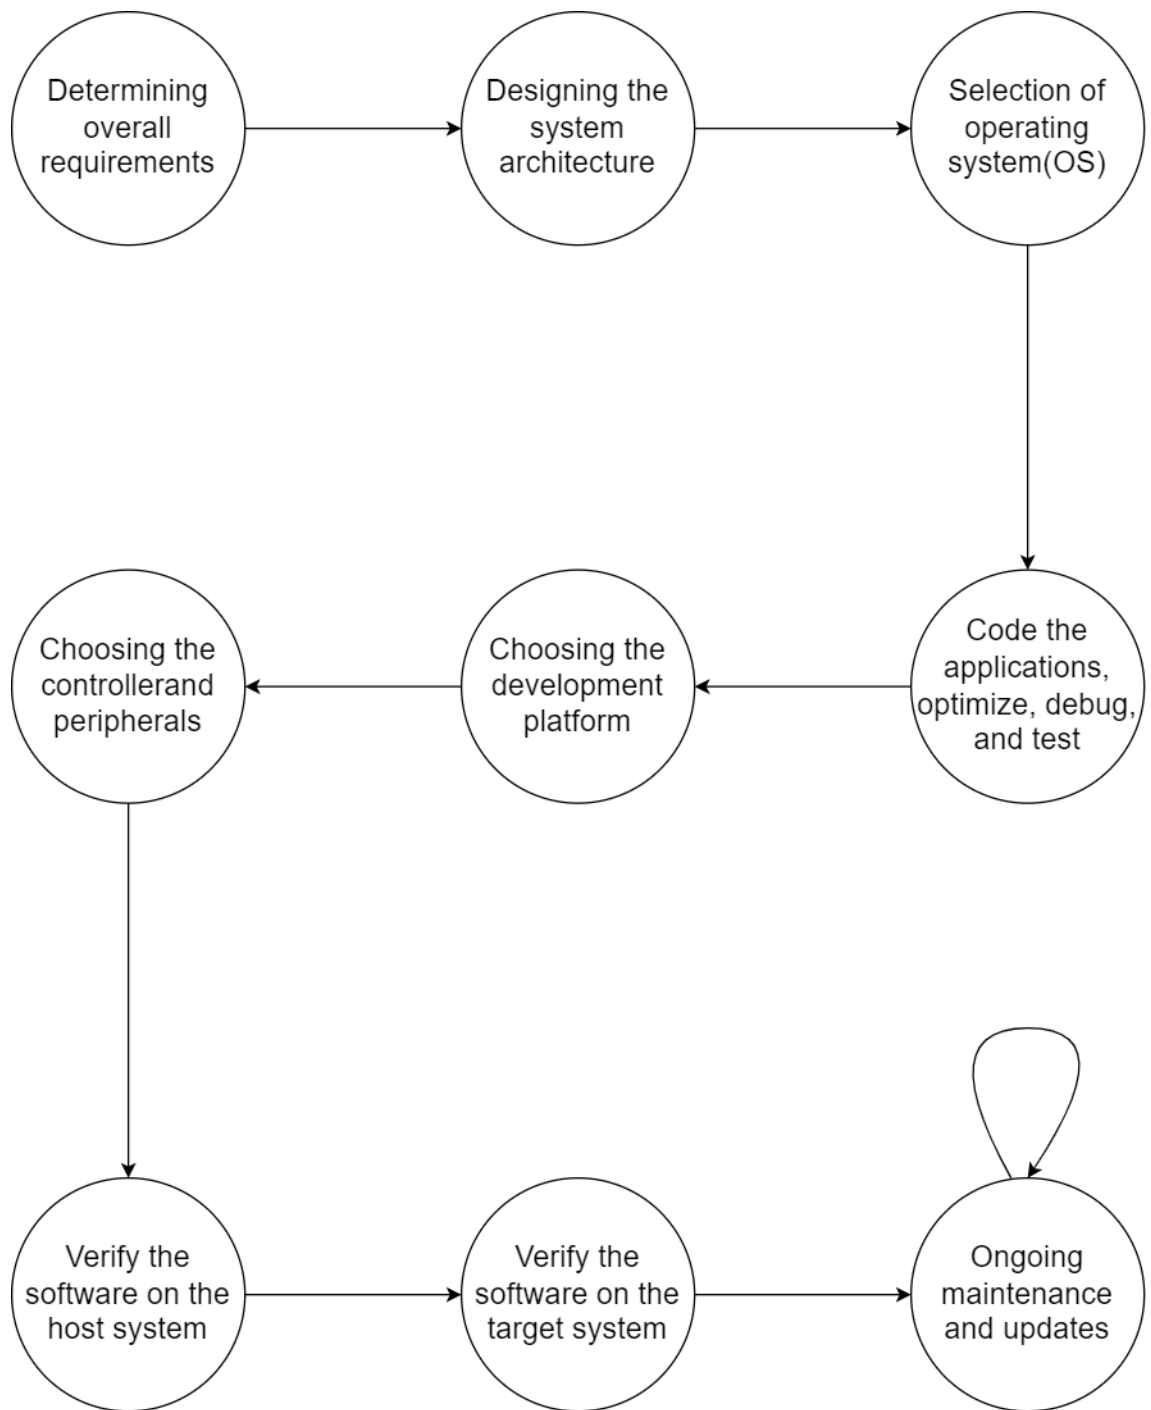 Determining
overall
requirements
Designing the
system
architecture
Selection of
operating
system(OS)
Code the
applications,
optimize, debug,
and test
Choosing the
development
platform
Choosing the
controllerand
peripherals
Verify the
software on the
host system
Verify the
software on the
target system
Ongoing
maintenance
and updates